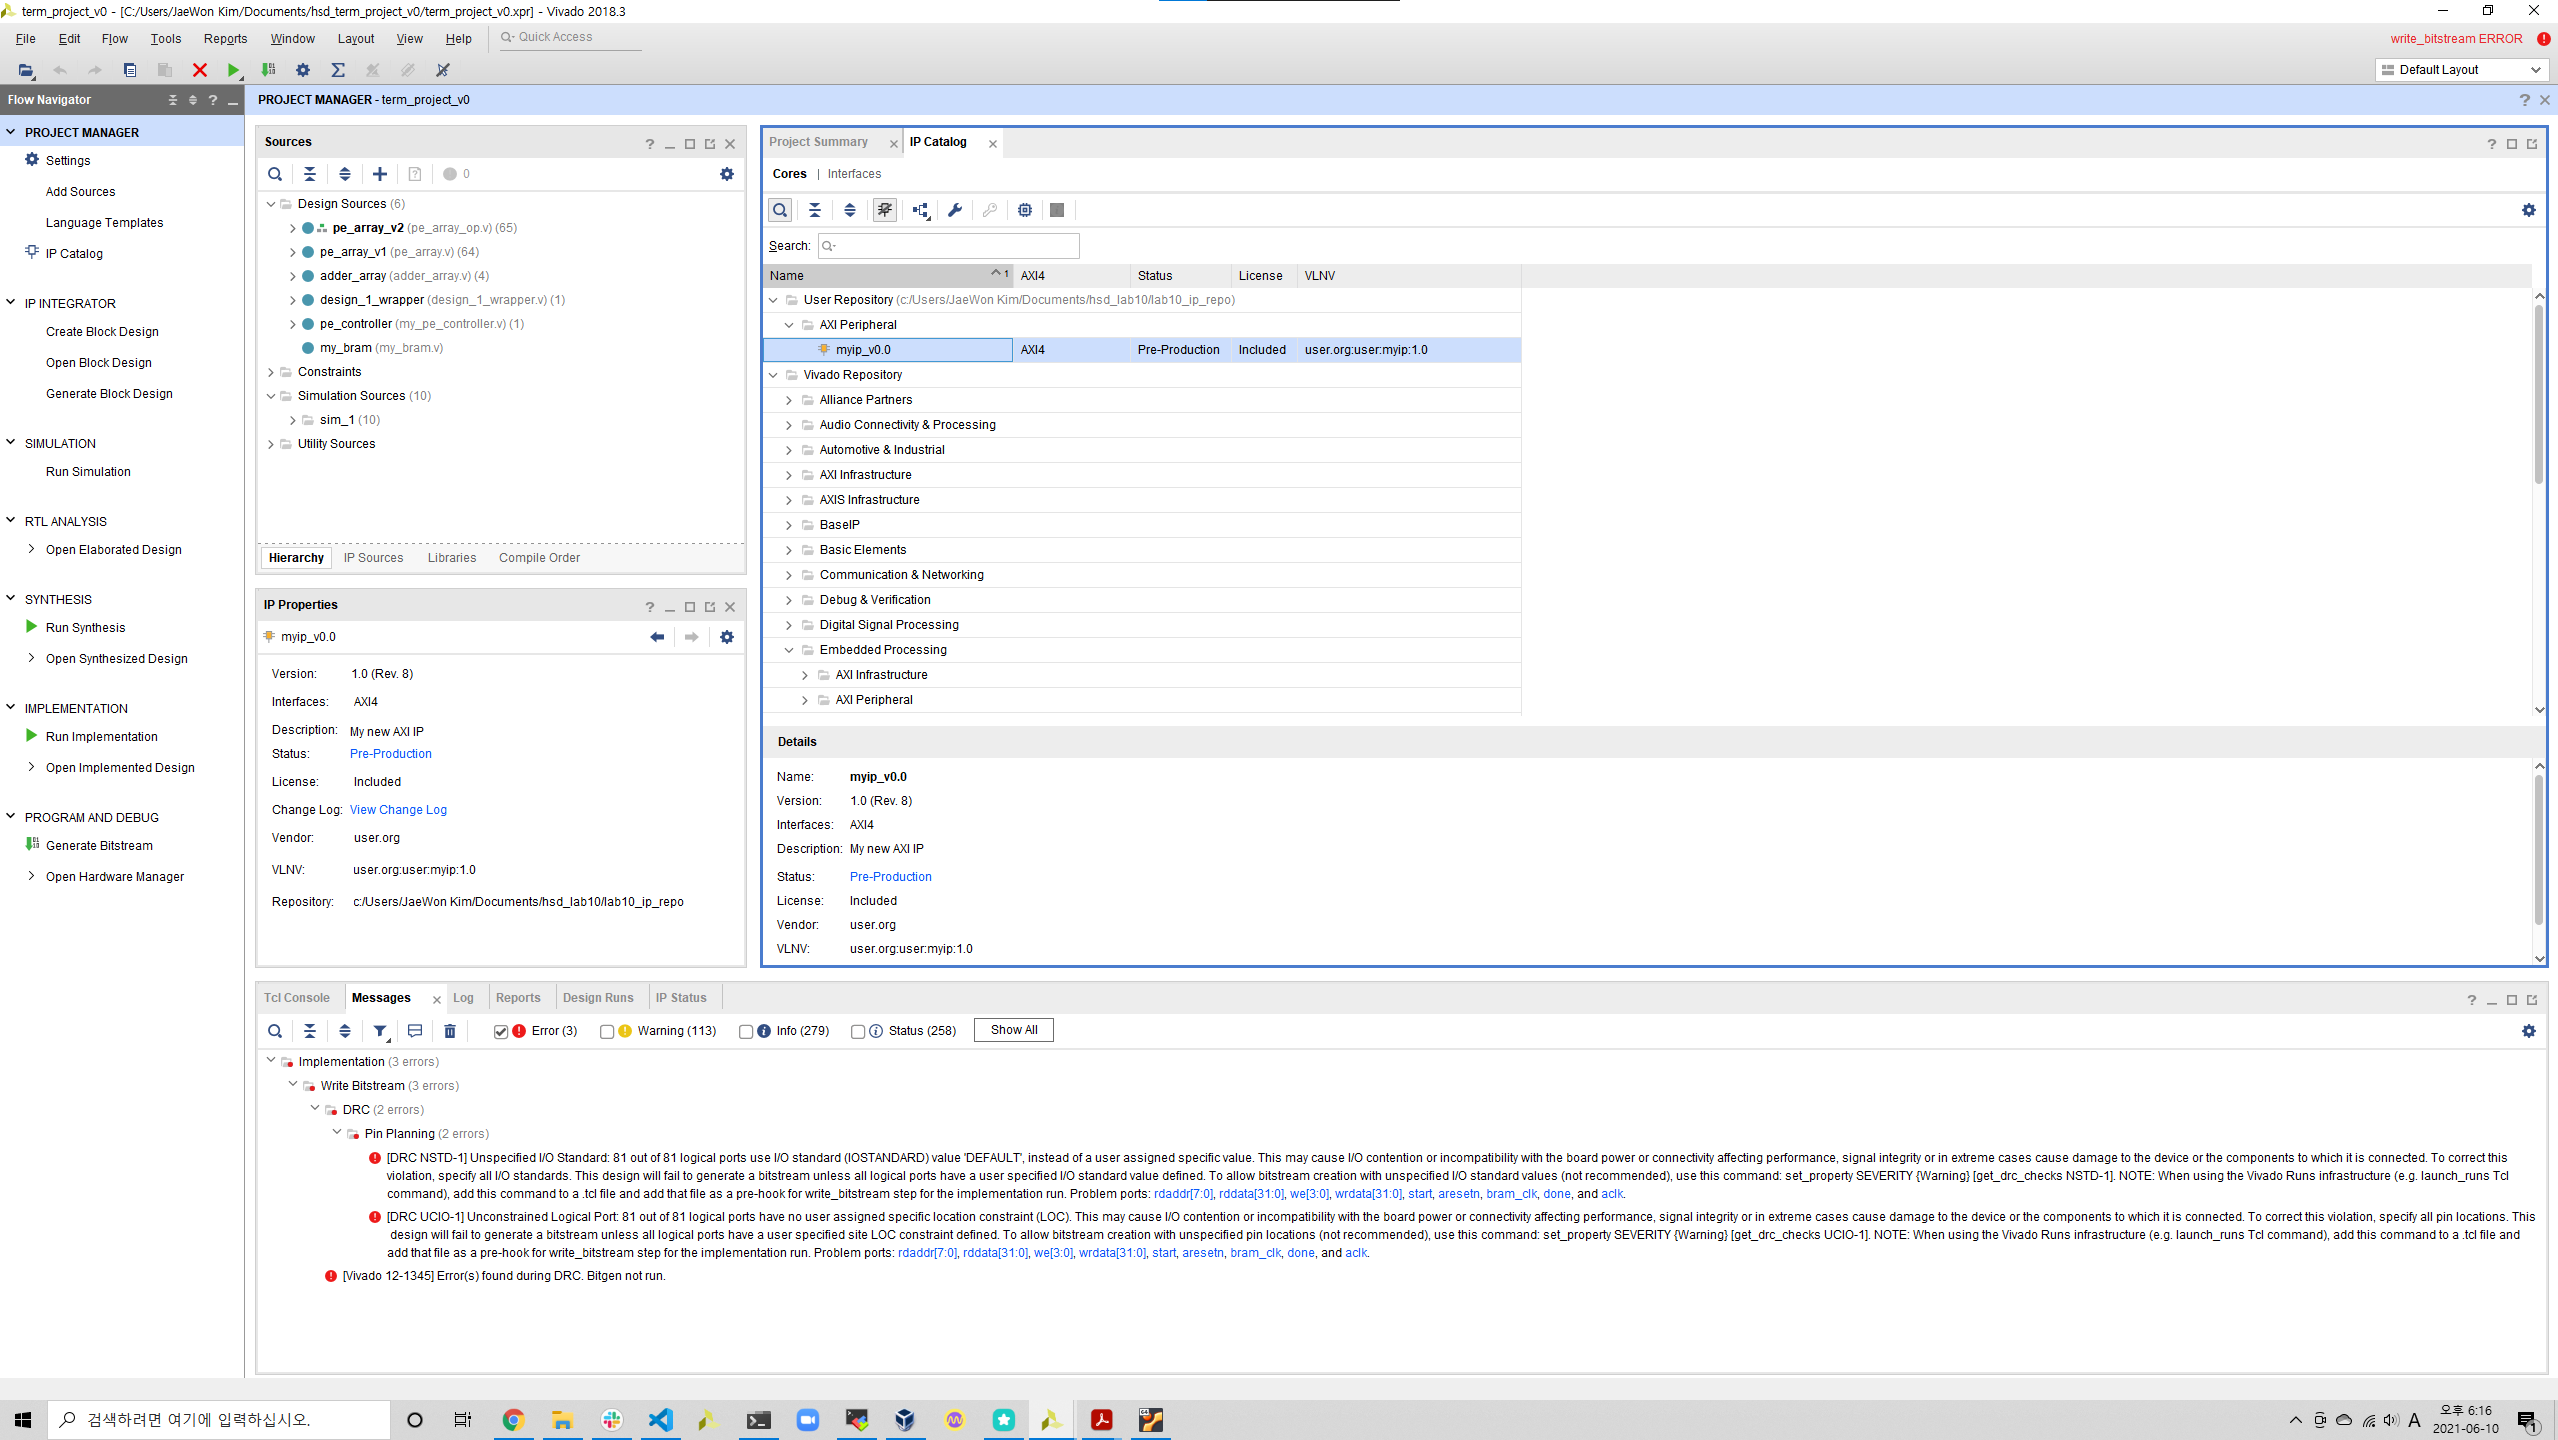 term_project_v0 - [C:/Users/JaeWon Kim/Documents/hsd_term_project_v0/term_project_v0.xpr] - Vivado 2018.3
File Edit Flow Tools Reports Window Layout View Help Quick Access
write_bitstream ERROR
Default Layout
Flow Navigator
PROJECT MANAGER
Settings
Add Sources
Language Templates
IP Catalog
IP INTEGRATOR
Create Block Design
Open Block Design
Generate Block Design
SIMULATION
Run Simulation
RTL ANALYSIS
Open Elaborated Design
SYNTHESIS
Run Synthesis
Open Synthesized Design
IMPLEMENTATION
Run Implementation
Open Implemented Design
PROGRAM AND DEBUG
Generate Bitstream
Open Hardware Manager
PROJECT MANAGER - term_project_v0
Sources
0
Design Sources (6)
pe_array_v2 (pe_array_op.v) (65)
pe_array_v1 (pe_array.v) (64)
adder_array (adder_array.v) (4)
design_1_wrapper (design_1_wrapper.v) (1)
pe_controller (my_pe_controller.v) (1)
my_bram (my_bram.v)
Constraints
Simulation Sources (10)
sim_1 (10)
Utility Sources
Hierarchy IP Sources Libraries Compile Order
IP Properties
myip_v0.0
Version: 1.0 (Rev. 8)
Interfaces: AXI4
Description: My new AXI IP
Status: Pre-Production
License: Included
Change Log: View Change Log
Vendor: user.org
VLNV: user.org:user:myip:1.0
Repository: c:/Users/JaeWon Kim/Documents/hsd_lab10/lab10_ip_repo
Project Summary IP Catalog
Cores | Interfaces
Search:
Name 1 AXI4 Status License VLNV
User Repository (c:/Users/JaeWon Kim/Documents/hsd_lab10/lab10_ip_repo)
AXI Peripheral
myip_v0.0 AXI4 Pre-Production Included user.org:user:myip:1.0
Vivado Repository
Alliance Partners
Audio Connectivity & Processing
Automotive & Industrial
AXI Infrastructure
AXIS Infrastructure
BaseIP
Basic Elements
Communication & Networking
Debug & Verification
Digital Signal Processing
Embedded Processing
AXI Infrastructure
AXI Peripheral
Details
Name: myip_v0.0
Version: 1.0 (Rev. 8)
Interfaces: AXI4
Description: My new AXI IP
Status: Pre-Production
License: Included
Vendor: user.org
VLNV: user.org:user:myip:1.0
Tcl Console Messages Log Reports Design Runs IP Status
Error (3) Warning (113) Info (279) Status (258) Show All
Implementation (3 errors)
Write Bitstream (3 errors)
DRC (2 errors)
Pin Planning (2 errors)
[DRC NSTD-1] Unspecified I/O Standard: 81 out of 81 logical ports use I/O standard (IOSTANDARD) value 'DEFAULT', instead of a user assigned specific value. This may cause I/O contention or incompatibility with the board power or connectivity affecting performance, signal integrity or in extreme cases cause damage to the device or the components to which it is connected. To correct this
violation, specify all I/O standards. This design will fail to generate a bitstream unless all logical ports have a user specified I/O standard value defined. To allow bitstream creation with unspecified I/O standard values (not recommended), use this command: set_property SEVERITY {Warning} [get_drc_checks NSTD-1]. NOTE: When using the Vivado Runs infrastructure (e.g. launch_runs Tcl
command), add this command to a .tcl file and add that file as a pre-hook for write_bitstream step for the implementation run. Problem ports: rdaddr[7:0], rddata[31:0], we[3:0], wrdata[31:0], start, aresetn, bram_clk, done, and aclk.
[DRC UCIO-1] Unconstrained Logical Port: 81 out of 81 logical ports have no user assigned specific location constraint (LOC). This may cause I/O contention or incompatibility with the board power or connectivity affecting performance, signal integrity or in extreme cases cause damage to the device or the components to which it is connected. To correct this violation, specify all pin locations. This
design will fail to generate a bitstream unless all logical ports have a user specified site LOC constraint defined. To allow bitstream creation with unspecified pin locations (not recommended), use this command: set_property SEVERITY {Warning} [get_drc_checks UCIO-1]. NOTE: When using the Vivado Runs infrastructure (e.g. launch_runs Tcl command), add this command to a .tcl file and
add that file as a pre-hook for write_bitstream step for the implementation run. Problem ports: rdaddr[7:0], rddata[31:0], we[3:0], wrdata[31:0], start, aresetn, bram_clk, done, and aclk.
[Vivado 12-1345] Error(s) found during DRC. Bitgen not run.
검색하려면 여기에 입력하십시오.
A
오후 6:16
2021-06-10
1